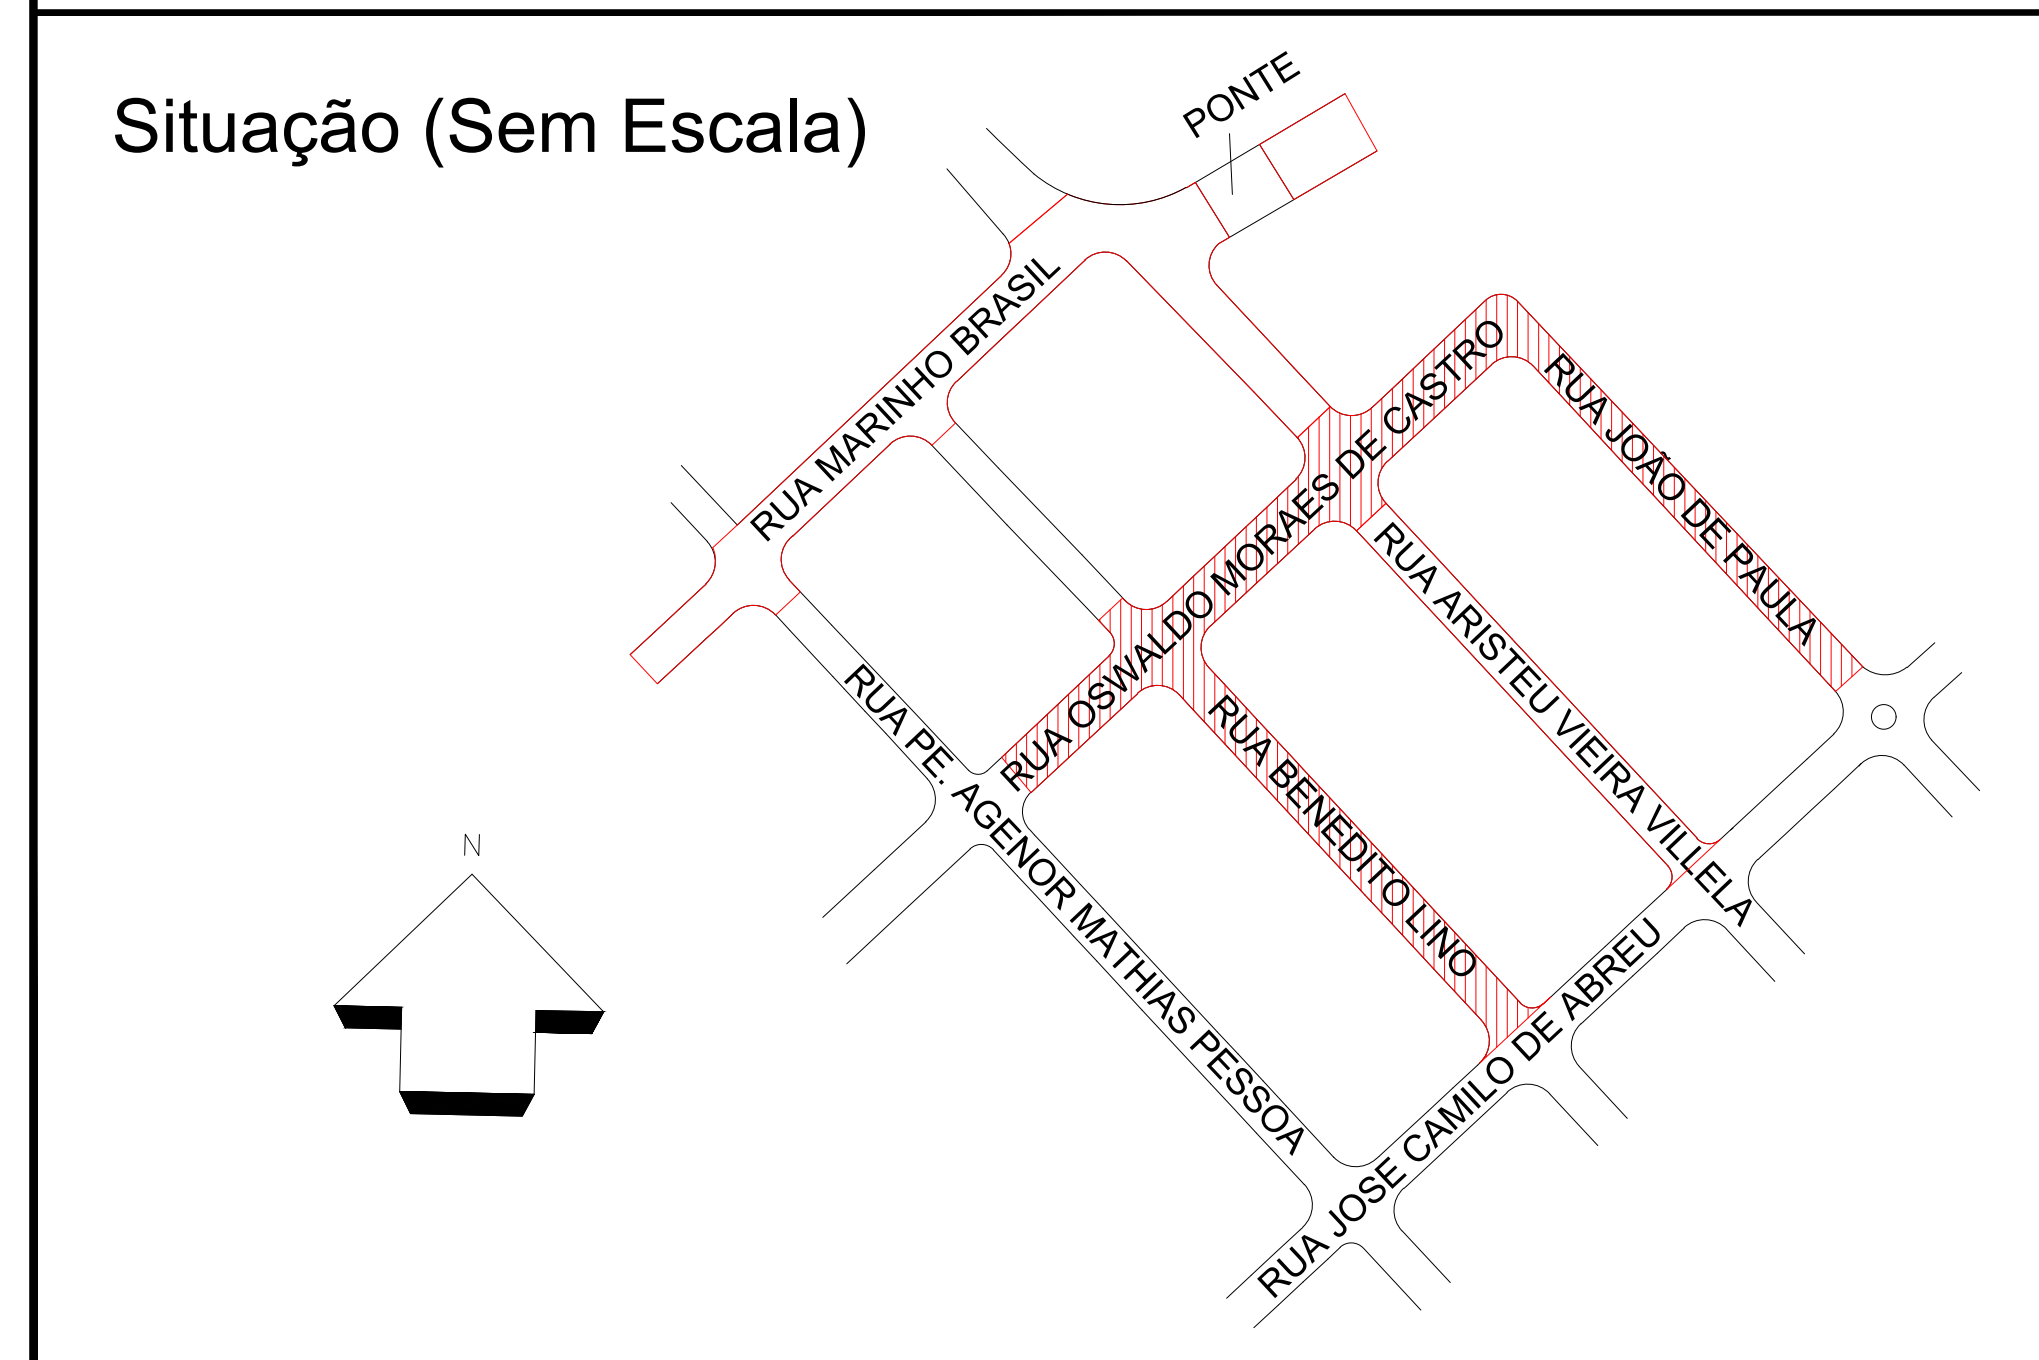 Situação (Sem Escala)
PONTE
RUA MARINHO BRASIL
RUA OSWALDO MORAES DE CASTRO
RUA JOÃO DE PAULA
RUA ARISTEU VIEIRA VILLELA
RUA PE. AGENOR MATHIAS PESSOA
RUA BENEDITO LINO
RUA JOSE CAMILO DE ABREU
N